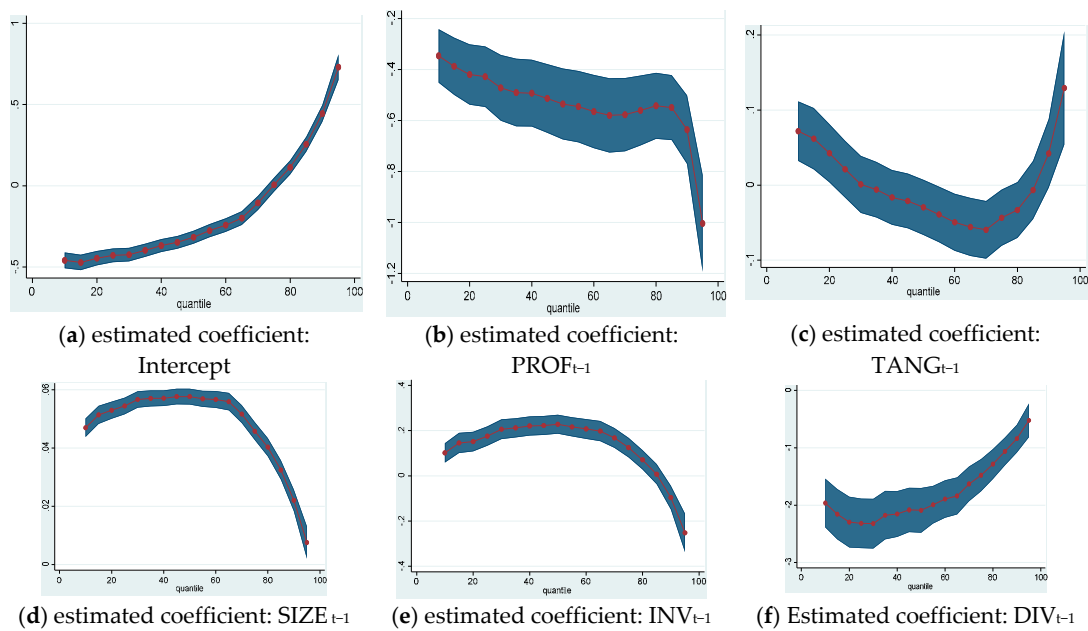 1
.5
0
-.5
0 20 40 60 80 100
quantile
-.2
-.4
-.6
-.8
-1
-1.2
0 20 40 60 80 100
quantile
.2
.1
0
-.1
0 20 40 60 80 100
quantile
(a) estimated coefficient:
Intercept
(b) estimated coefficient:
PROFt−1
(c) estimated coefficient:
TANGt−1
.06
.04
.02
0
0 20 40 60 80 100
quantile
.4
.2
0
-.2
-.4
0 20 40 60 80 100
quantile
0
-1
-2
-3
0 20 40 60 80 100
quantile
(d) estimated coefficient: SIZE t−1
(e) estimated coefficient: INVt−1
(f) Estimated coefficient: DIVt−1